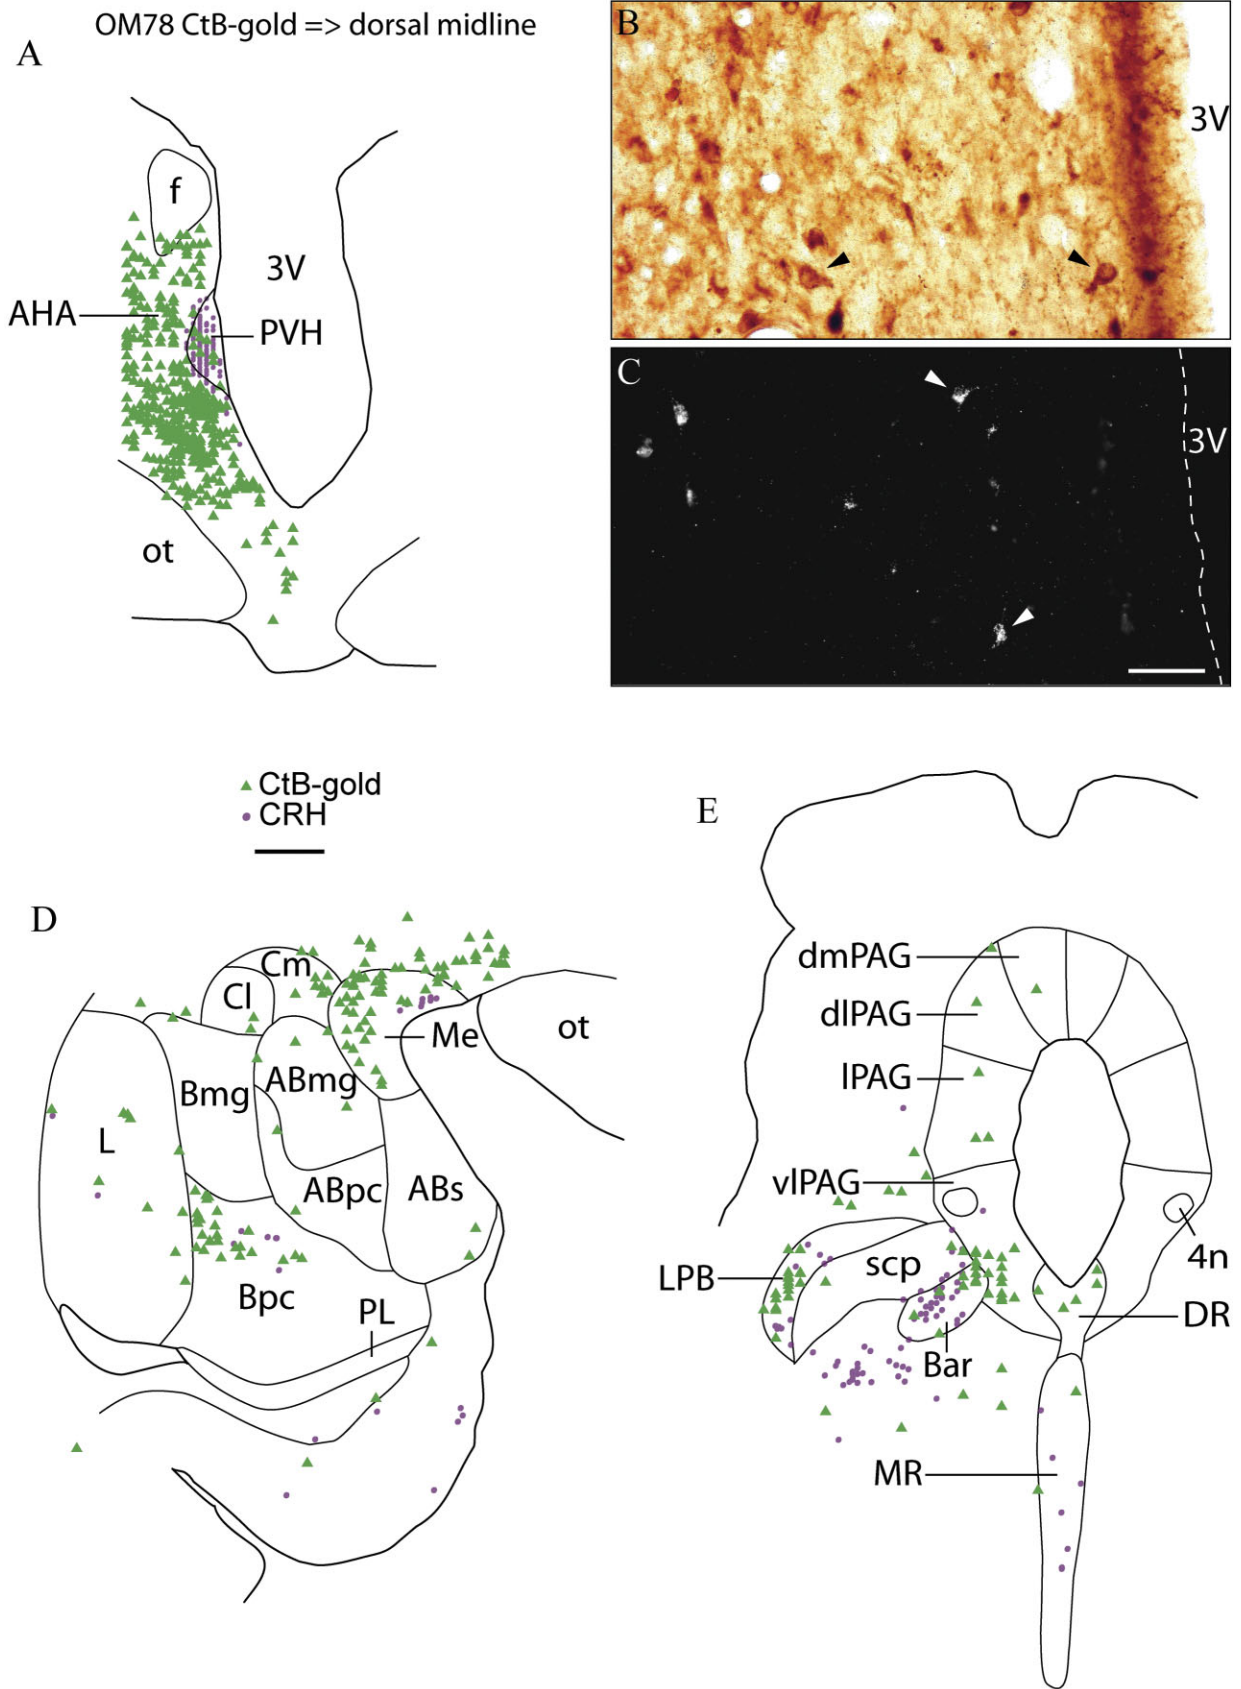 OM78 CtB-gold => dorsal midline
A
f
3V
AHA
PVH
ot
B
3V
C
3V
CtB-gold
CRH
D
Cm
Cl
Me
ot
Bmg
ABmg
L
ABpc
ABs
Bpc
PL
E
dmPAG
dlPAG
lPAG
vlPAG
4n
LPB
scp
DR
Bar
MR